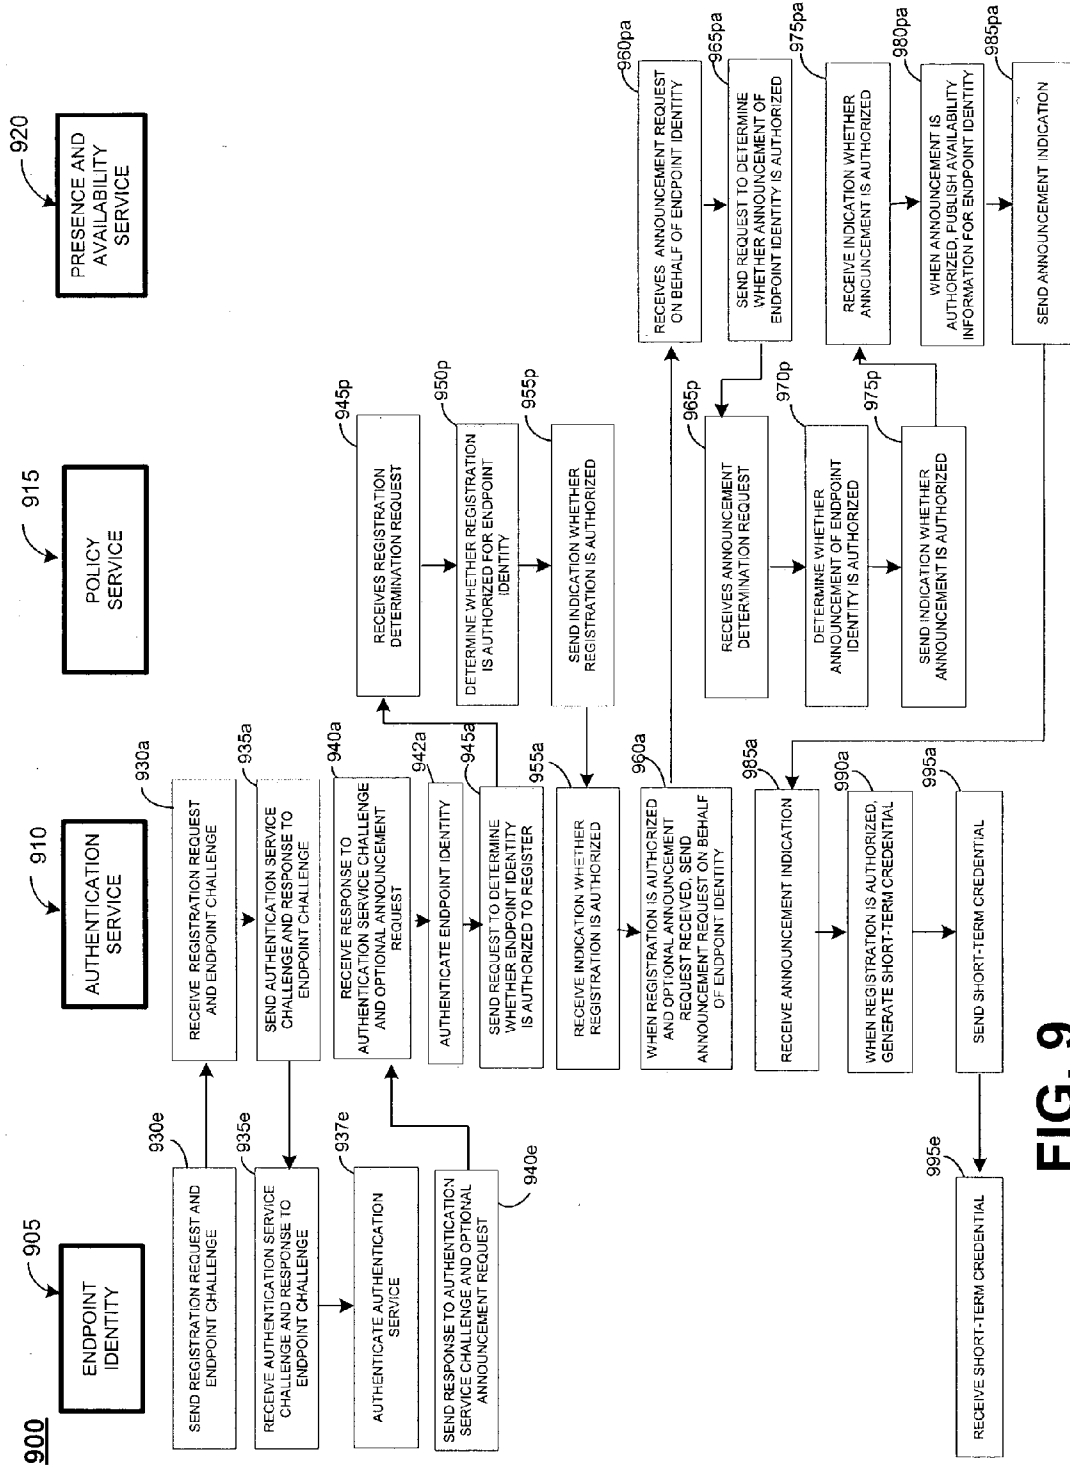 900
905
ENDPOINT
IDENTITY
910
AUTHENTICATION
SERVICE
915
POLICY
SERVICE
920
PRESENCE AND
AVAILABILITY
SERVICE
930e
SEND REGISTRATION REQUEST AND
ENDPOINT CHALLENGE
930a
RECEIVE REGISTRATION REQUEST
AND ENDPOINT CHALLENGE
935a
SEND AUTHENTICATION SERVICE
CHALLENGE AND RESPONSE TO
ENDPOINT CHALLENGE
935e
RECEIVE AUTHENTICATION SERVICE
CHALLENGE AND RESPONSE TO
ENDPOINT CHALLENGE
937e
AUTHENTICATE AUTHENTICATION
SERVICE
940e
SEND RESPONSE TO AUTHENTICATION
SERVICE CHALLENGE AND OPTIONAL
ANNOUNCEMENT REQUEST
940a
RECEIVE RESPONSE TO
AUTHENTICATION SERVICE CHALLENGE
AND OPTIONAL ANNOUNCEMENT
REQUEST
942a
AUTHENTICATE ENDPOINT IDENTITY
945a
SEND REQUEST TO DETERMINE
WHETHER ENDPOINT IDENTITY
IS AUTHORIZED TO REGISTER
945p
RECEIVES REGISTRATION
DETERMINATION REQUEST
950p
DETERMINE WHETHER REGISTRATION
IS AUTHORIZED FOR ENDPOINT
IDENTITY
955p
SEND INDICATION WHETHER
REGISTRATION IS AUTHORIZED
955a
RECEIVE INDICATION WHETHER
REGISTRATION IS AUTHORIZED
960a
WHEN REGISTRATION IS AUTHORIZED
AND OPTIONAL ANNOUNCEMENT
REQUEST RECEIVED, SEND
ANNOUNCEMENT REQUEST ON BEHALF
OF ENDPOINT IDENTITY
960pa
RECEIVES ANNOUNCEMENT REQUEST
ON BEHALF OF ENDPOINT IDENTITY
965pa
SEND REQUEST TO DETERMINE
WHETHER ANNOUNCEMENT OF
ENDPOINT IDENTITY IS AUTHORIZED
965p
RECEIVES ANNOUNCEMENT
DETERMINATION REQUEST
970p
DETERMINE WHETHER
ANNOUNCEMENT OF ENDPOINT
IDENTITY IS AUTHORIZED
975p
SEND INDICATION WHETHER
ANNOUNCEMENT IS AUTHORIZED
975pa
RECEIVE INDICATION WHETHER
ANNOUNCEMENT IS AUTHORIZED
980pa
WHEN ANNOUNCEMENT IS
AUTHORIZED, PUBLISH AVAILABILITY
INFORMATION FOR ENDPOINT IDENTITY
985pa
SEND ANNOUNCEMENT INDICATION
985a
RECEIVE ANNOUNCEMENT INDICATION
990a
WHEN REGISTRATION IS AUTHORIZED,
GENERATE SHORT-TERM CREDENTIAL
995a
SEND SHORT-TERM CREDENTIAL
995e
RECEIVE SHORT-TERM CREDENTIAL
FIG. 9